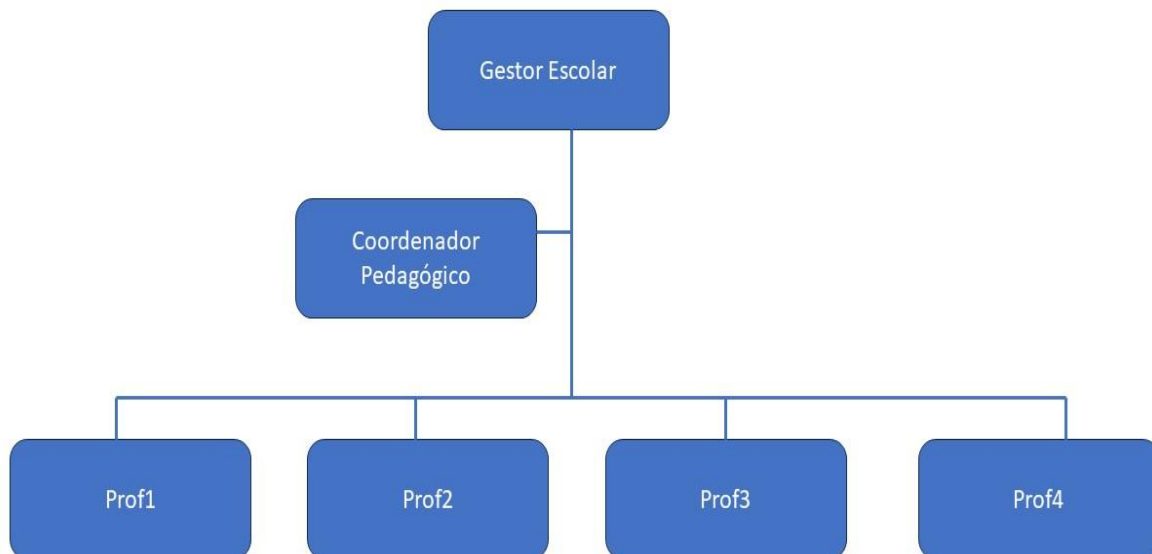 Gestor Escolar
Coordenador
Pedagógico
Prof1
Prof2
Prof3
Prof4